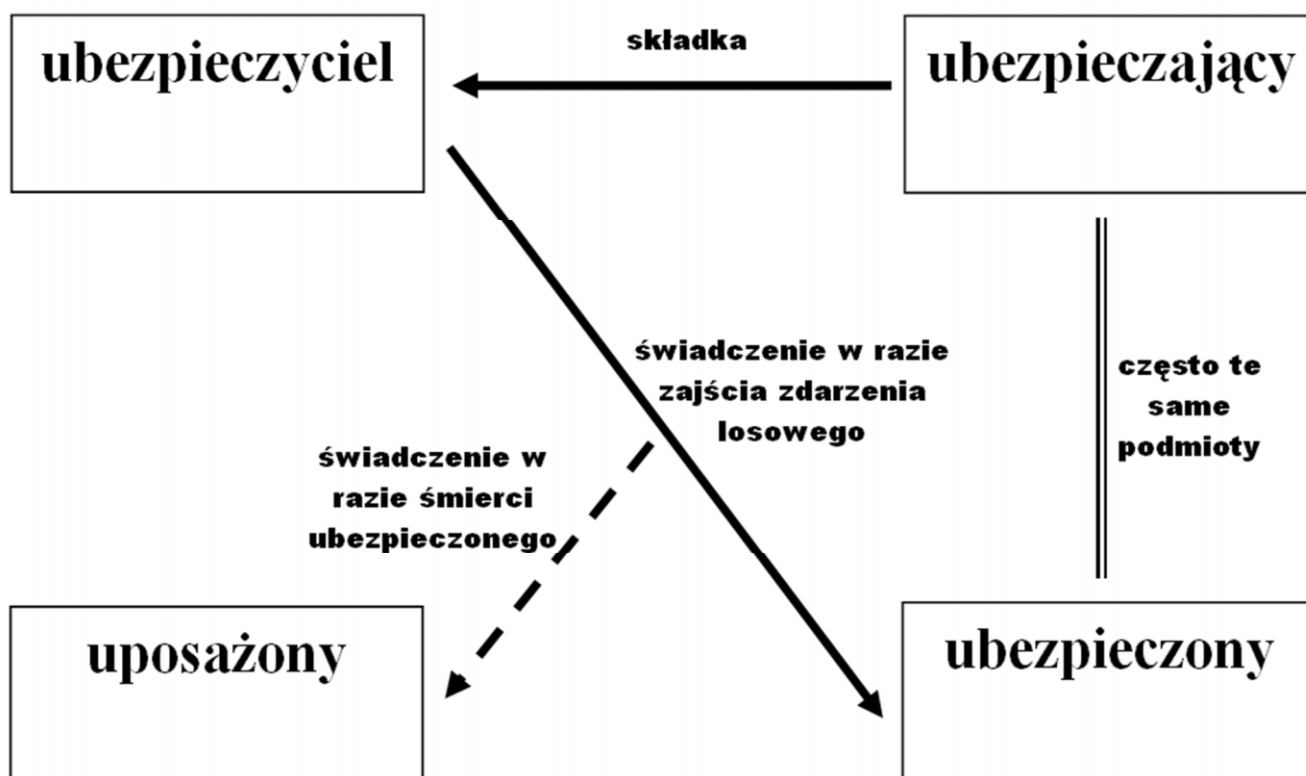 ubezpieczyciel
składka
ubezpieczający
świadczenie w razie
zajścia zdarzenia
losowego
często te
same
podmioty
świadczenie w
razie śmierci
ubezpieczonego
uposażony
ubezpieczony